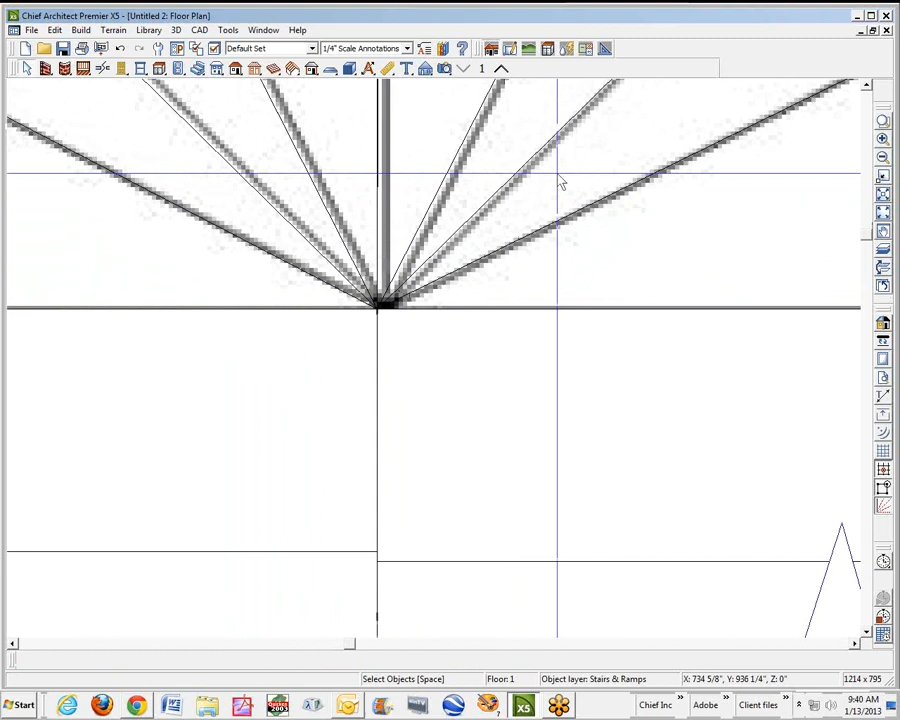 Chief Architect Premier X5 - [Untitled 2: Floor Plan]
File Edit Build Terrain Library 3D CAD Tools Window Help
Default Set 1/4" Scale Annotations
1
Select Objects [Space] Floor: 1 Object layer: Stairs & Ramps X: 734 5/8", Y: 936 1/4", Z: 0" 1214 x 795
Start X5 Chief Inc » Adobe » Client files » 9:40 AM
1/13/2013